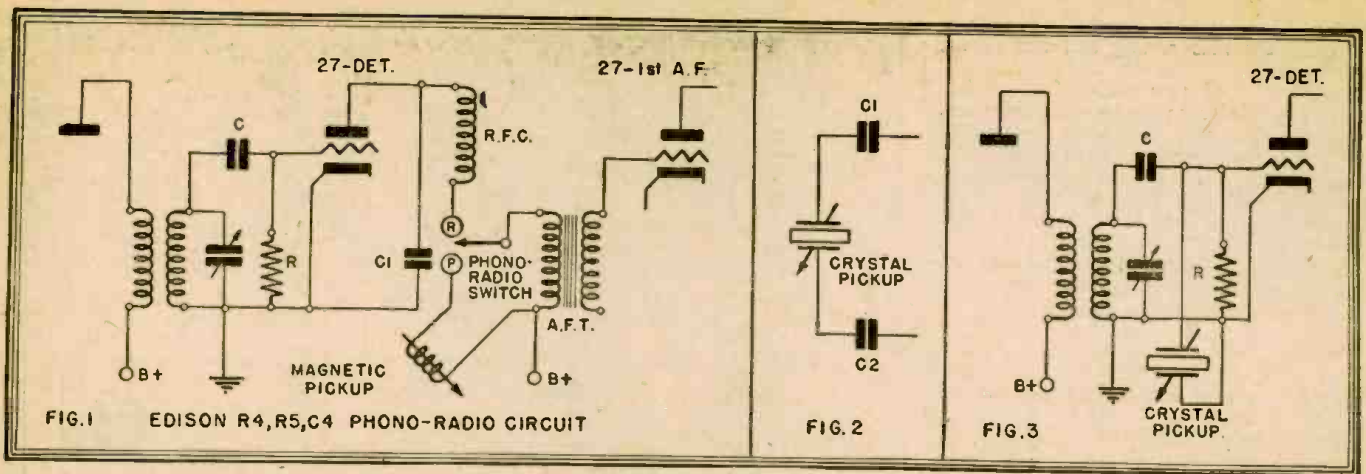 27-DET.
27-1st A.F.
C
R.F.C.
R
R
C1
P
PHONO-
RADIO
SWITCH
A.F.T.
MAGNETIC
PICKUP
B+
B+
FIG.1 EDISON R4,R5,C4 PHONO-RADIO CIRCUIT
C1
CRYSTAL
PICKUP
C2
FIG.2
27-DET.
C
R
B+
CRYSTAL
PICKUP.
FIG.3